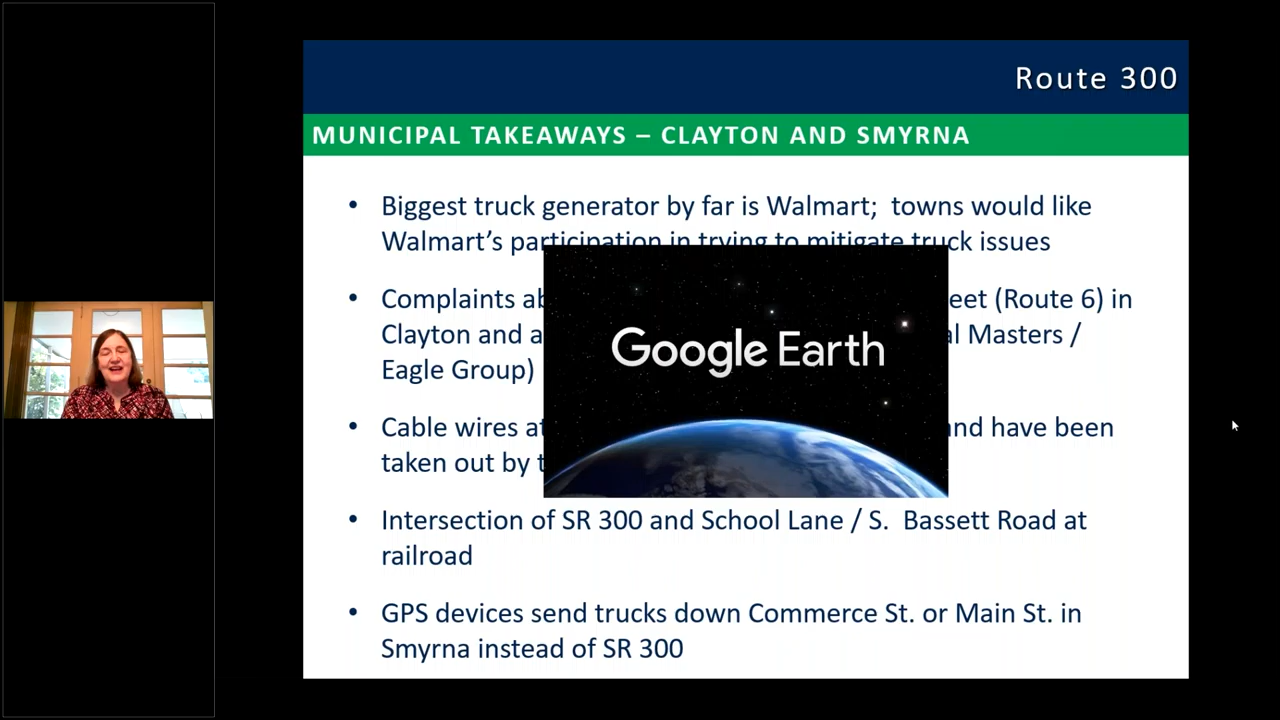 Route 300
MUNICIPAL TAKEAWAYS – CLAYTON AND SMYRNA
• Biggest truck generator by far is Walmart;  towns would like
Walmart’s participation in trying to mitigate truck issues
• Complaints eet (Route 6) in
Clayton and Masters /
Eagle Group)
• Cable wires and have been
taken out by
Google Earth
• Intersection of SR 300 and School Lane / S.  Bassett Road at
railroad
• GPS devices send trucks down Commerce St. or Main St. in
Smyrna instead of SR 300